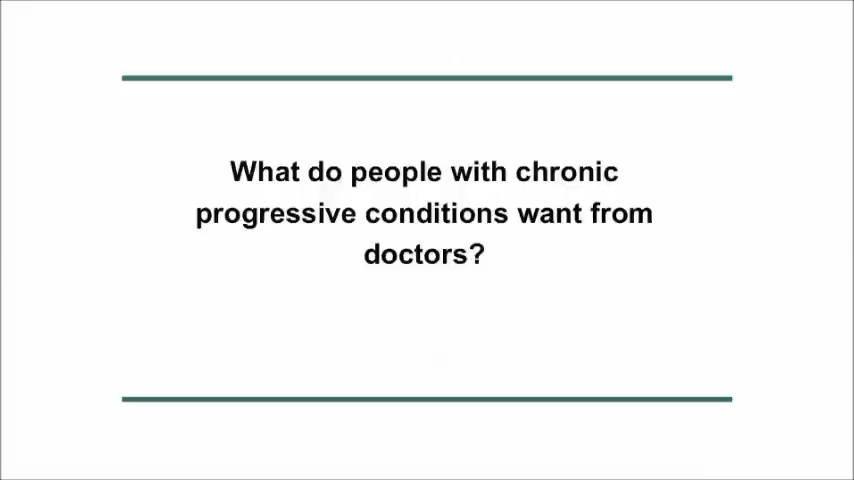 What do people with chronic
progressive conditions want from
doctors?